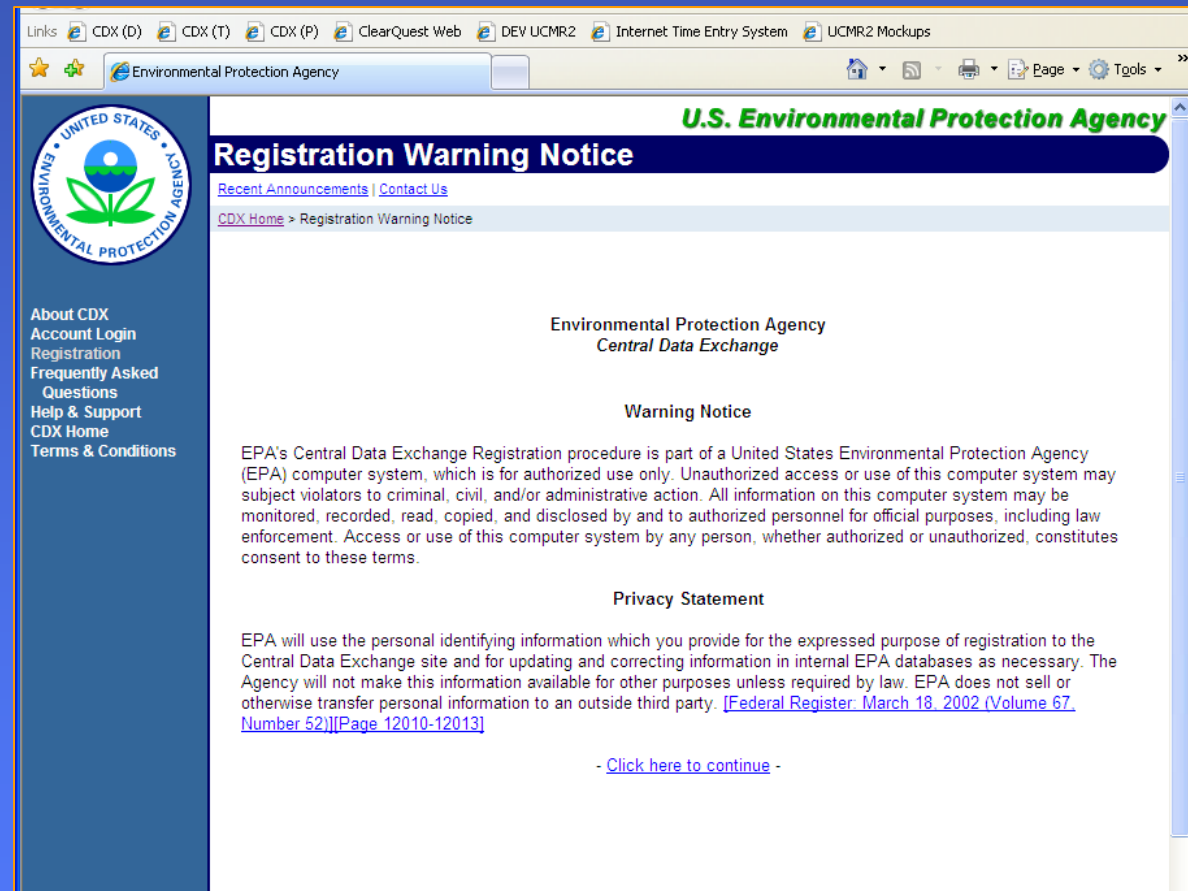 Links CDX (D) CDX (T) CDX (P) ClearQuest Web DEV UCMR2 Internet Time Entry System UCMR2 Mockups
Environmental Protection Agency
Page Tools »
UNITED STATES ENVIRONMENTAL PROTECTION AGENCY
U.S. Environmental Protection Agency
Registration Warning Notice
Recent Announcements | Contact Us
CDX Home > Registration Warning Notice
About CDX
Account Login
Registration
Frequently Asked
Questions
Help & Support
CDX Home
Terms & Conditions
Environmental Protection Agency
Central Data Exchange
Warning Notice
EPA's Central Data Exchange Registration procedure is part of a United States Environmental Protection Agency
(EPA) computer system, which is for authorized use only. Unauthorized access or use of this computer system may
subject violators to criminal, civil, and/or administrative action. All information on this computer system may be
monitored, recorded, read, copied, and disclosed by and to authorized personnel for official purposes, including law
enforcement. Access or use of this computer system by any person, whether authorized or unauthorized, constitutes
consent to these terms.
Privacy Statement
EPA will use the personal identifying information which you provide for the expressed purpose of registration to the
Central Data Exchange site and for updating and correcting information in internal EPA databases as necessary. The
Agency will not make this information available for other purposes unless required by law. EPA does not sell or
otherwise transfer personal information to an outside third party. [Federal Register: March 18, 2002 (Volume 67,
Number 52)][Page 12010-12013]
- Click here to continue -